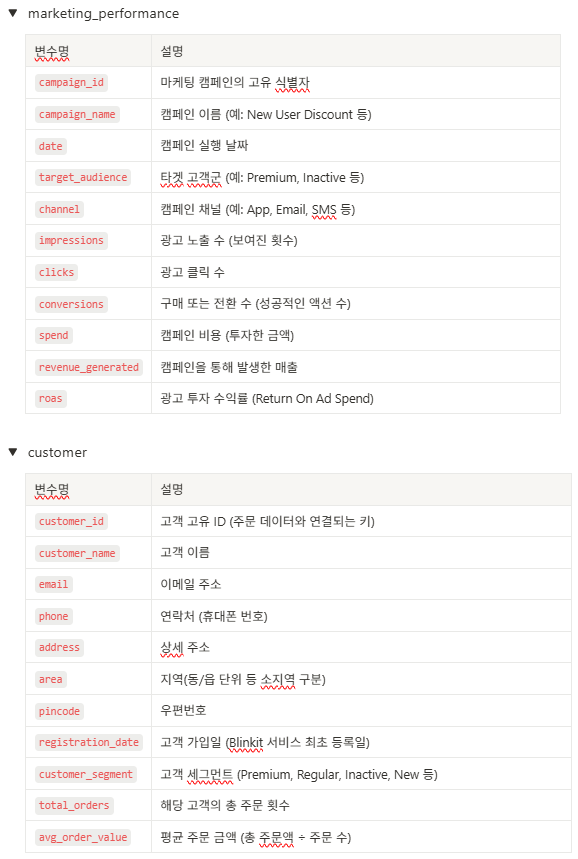 ▼ marketing_performance
변수명 설명
campaign_id 마케팅 캠페인의 고유 식별자
campaign_name 캠페인 이름 (예: New User Discount 등)
date 캠페인 실행 날짜
target_audience 타겟 고객군 (예: Premium, Inactive 등)
channel 캠페인 채널 (예: App, Email, SMS 등)
impressions 광고 노출 수 (보여진 횟수)
clicks 광고 클릭 수
conversions 구매 또는 전환 수 (성공적인 액션 수)
spend 캠페인 비용 (투자한 금액)
revenue_generated 캠페인을 통해 발생한 매출
roas 광고 투자 수익률 (Return On Ad Spend)
▼ customer
변수명 설명
customer_id 고객 고유 ID (주문 데이터와 연결되는 키)
customer_name 고객 이름
email 이메일 주소
phone 연락처 (휴대폰 번호)
address 상세 주소
area 지역(동/읍 단위 등 소지역 구분)
pincode 우편번호
registration_date 고객 가입일 (Blinkit 서비스 최초 등록일)
customer_segment 고객 세그먼트 (Premium, Regular, Inactive, New 등)
total_orders 해당 고객의 총 주문 횟수
avg_order_value 평균 주문 금액 (총 주문액 ÷ 주문 수)